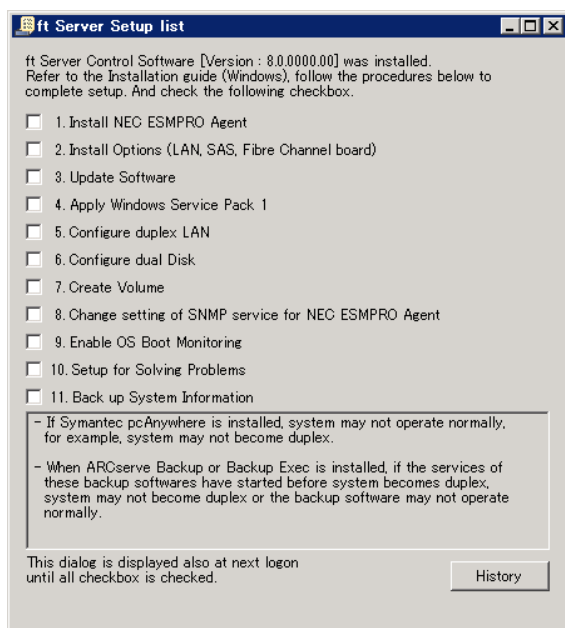 ft Server Setup list
ft Server Control Software [Version : 8.0.0000.00] was installed.
Refer to the Installation guide (Windows), follow the procedures below to
complete setup. And check the following checkbox.
1. Install NEC ESMPRO Agent
2. Install Options (LAN, SAS, Fibre Channel board)
3. Update Software
4. Apply Windows Service Pack 1
5. Configure duplex LAN
6. Configure dual Disk
7. Create Volume
8. Change setting of SNMP service for NEC ESMPRO Agent
9. Enable OS Boot Monitoring
10. Setup for Solving Problems
11. Back up System Information
- If Symantec pcAnywhere is installed, system may not operate normally,
for example, system may not become duplex.
- When ARCserve Backup or Backup Exec is installed, if the services of
these backup softwares have started before system becomes duplex,
system may not become duplex or the backup software may not operate
normally.
This dialog is displayed also at next logon
until all checkbox is checked.
History